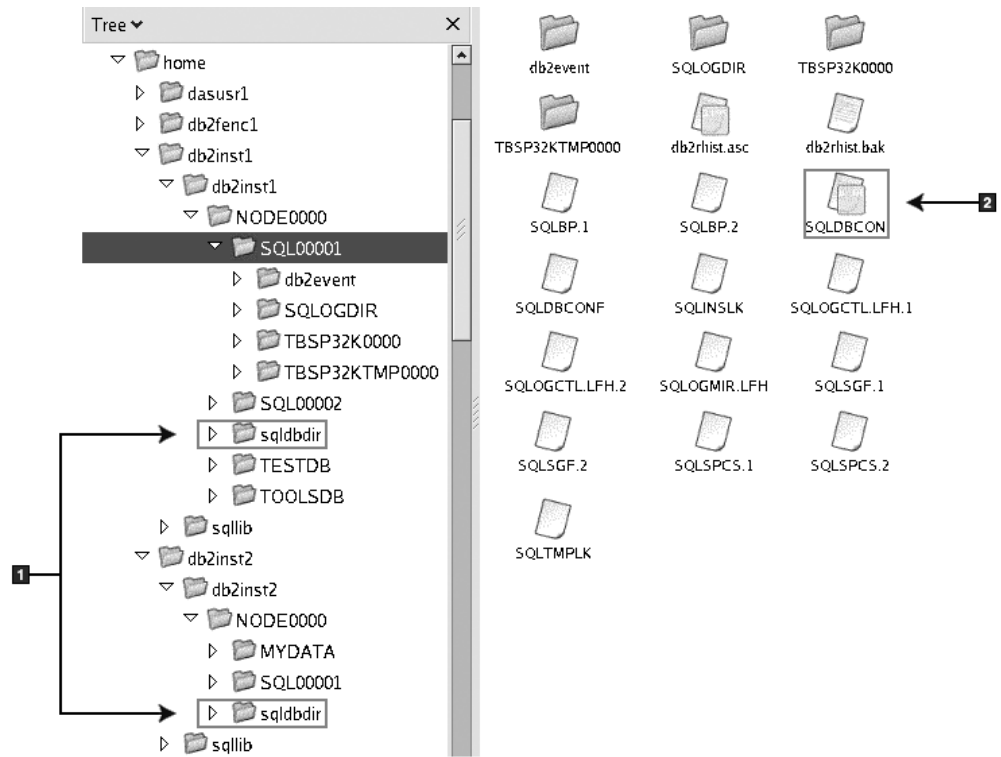 Tree
home
dasusr1
db2fenc1
db2inst1
db2inst1
NODE0000
SQL00001
db2event
SQLOGDIR
TBSP32K0000
TBSP32KTMP0000
SQL00002
sqldbdir
TESTDB
TOOLSDB
sqllib
db2inst2
db2inst2
NODE0000
MYDATA
SQL00001
sqldbdir
sqllib
1
db2event SQLOGDIR TBSP32K0000
TBSP32KTMP0000 db2rhist.asc db2rhist.bak
SQLBP.1 SQLBP.2 SQLDBCON
2
SQLDBCONF SQLINSLK SQLOGCTL.LFH.1
SQLOGCTL.LFH.2 SQLOGMIR.LFH SQLSGF.1
SQLSGF.2 SQLSPCS.1 SQLSPCS.2
SQLTMPLK